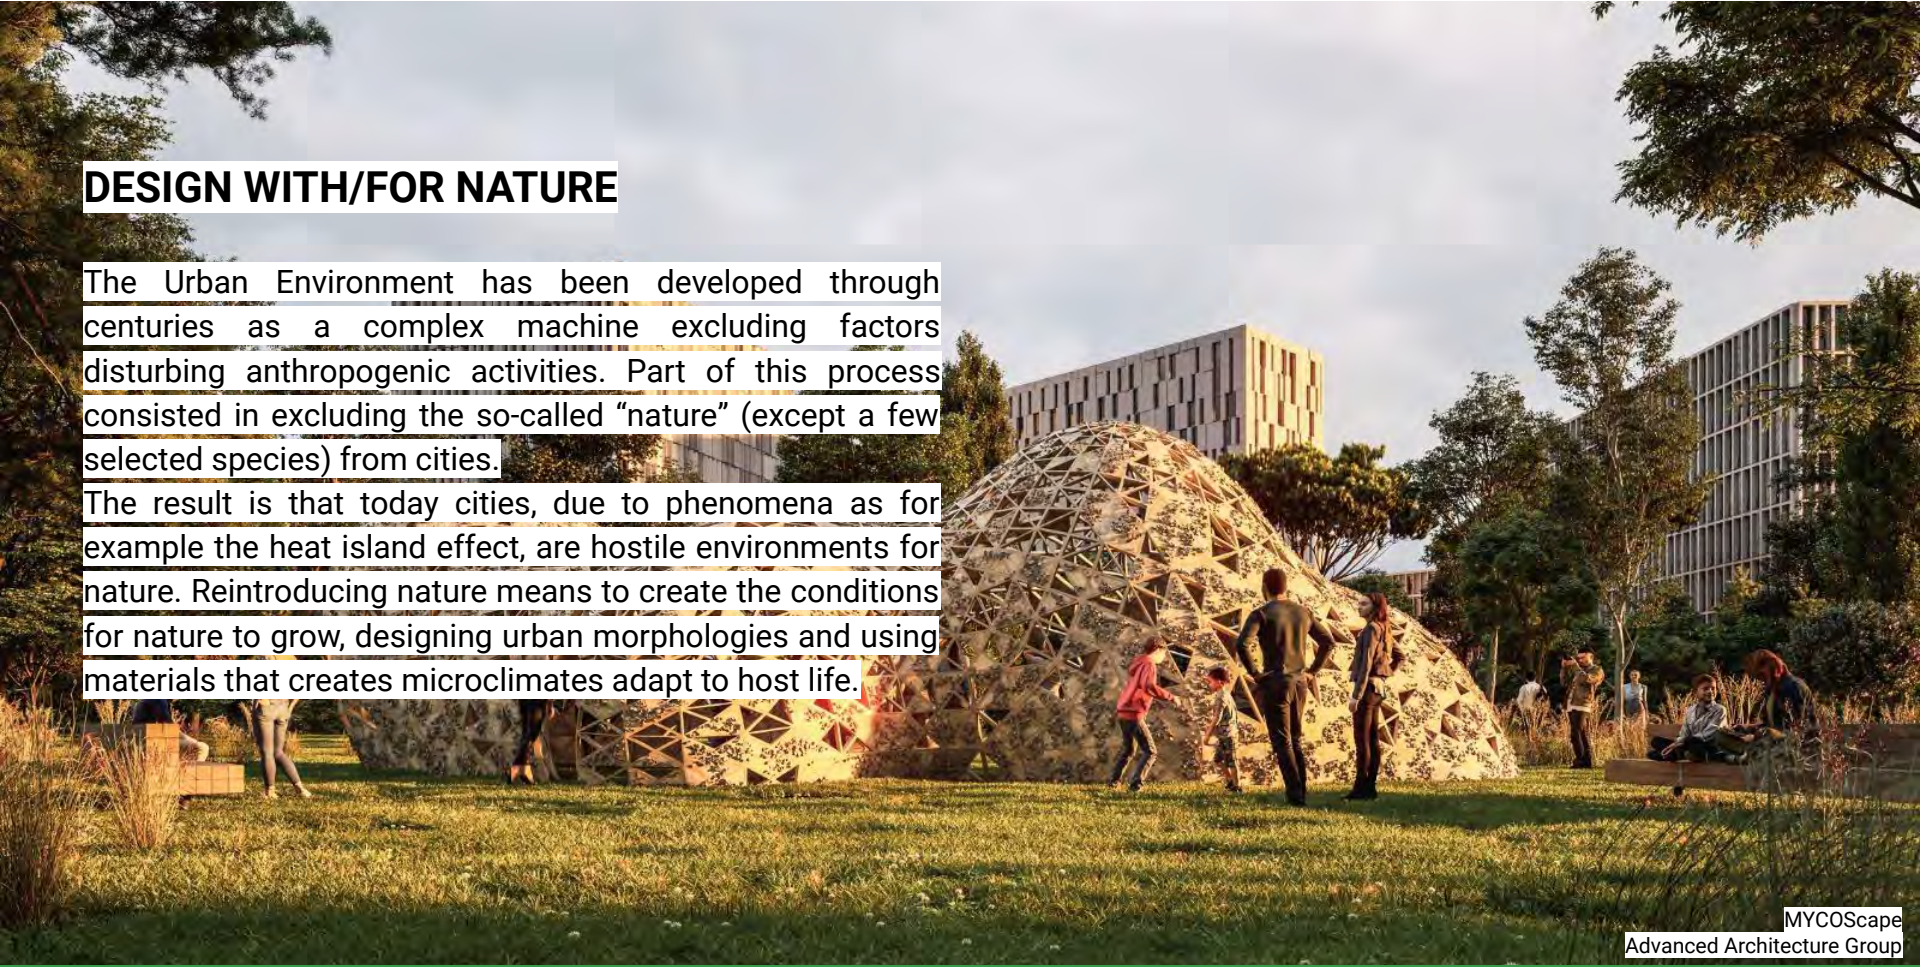 DESIGN WITH/FOR NATURE
The Urban Environment has been developed through
centuries as a complex machine excluding factors
disturbing anthropogenic activities. Part of this process
consisted in excluding the so-called “nature” (except a few
selected species) from cities.
The result is that today cities, due to phenomena as for
example the heat island effect, are hostile environments for
nature. Reintroducing nature means to create the conditions
for nature to grow, designing urban morphologies and using
materials that creates microclimates adapt to host life.
MYCOScape
Advanced Architecture Group